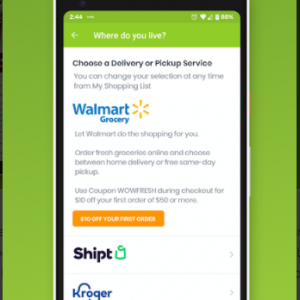 2:44
86%
Where do you live?
Choose a Delivery or Pickup Service
You can change your selection at any time
from My Shopping List
Walmart
Grocery
Let Walmart do the shopping for you.
Order fresh groceries online and choose
between home delivery or free same-day
pickup.
Use Coupon WOWFRESH during checkout for
$10 off your first order of $50 or more.
$10 OFF YOUR FIRST ORDER
Shipt
Kroger